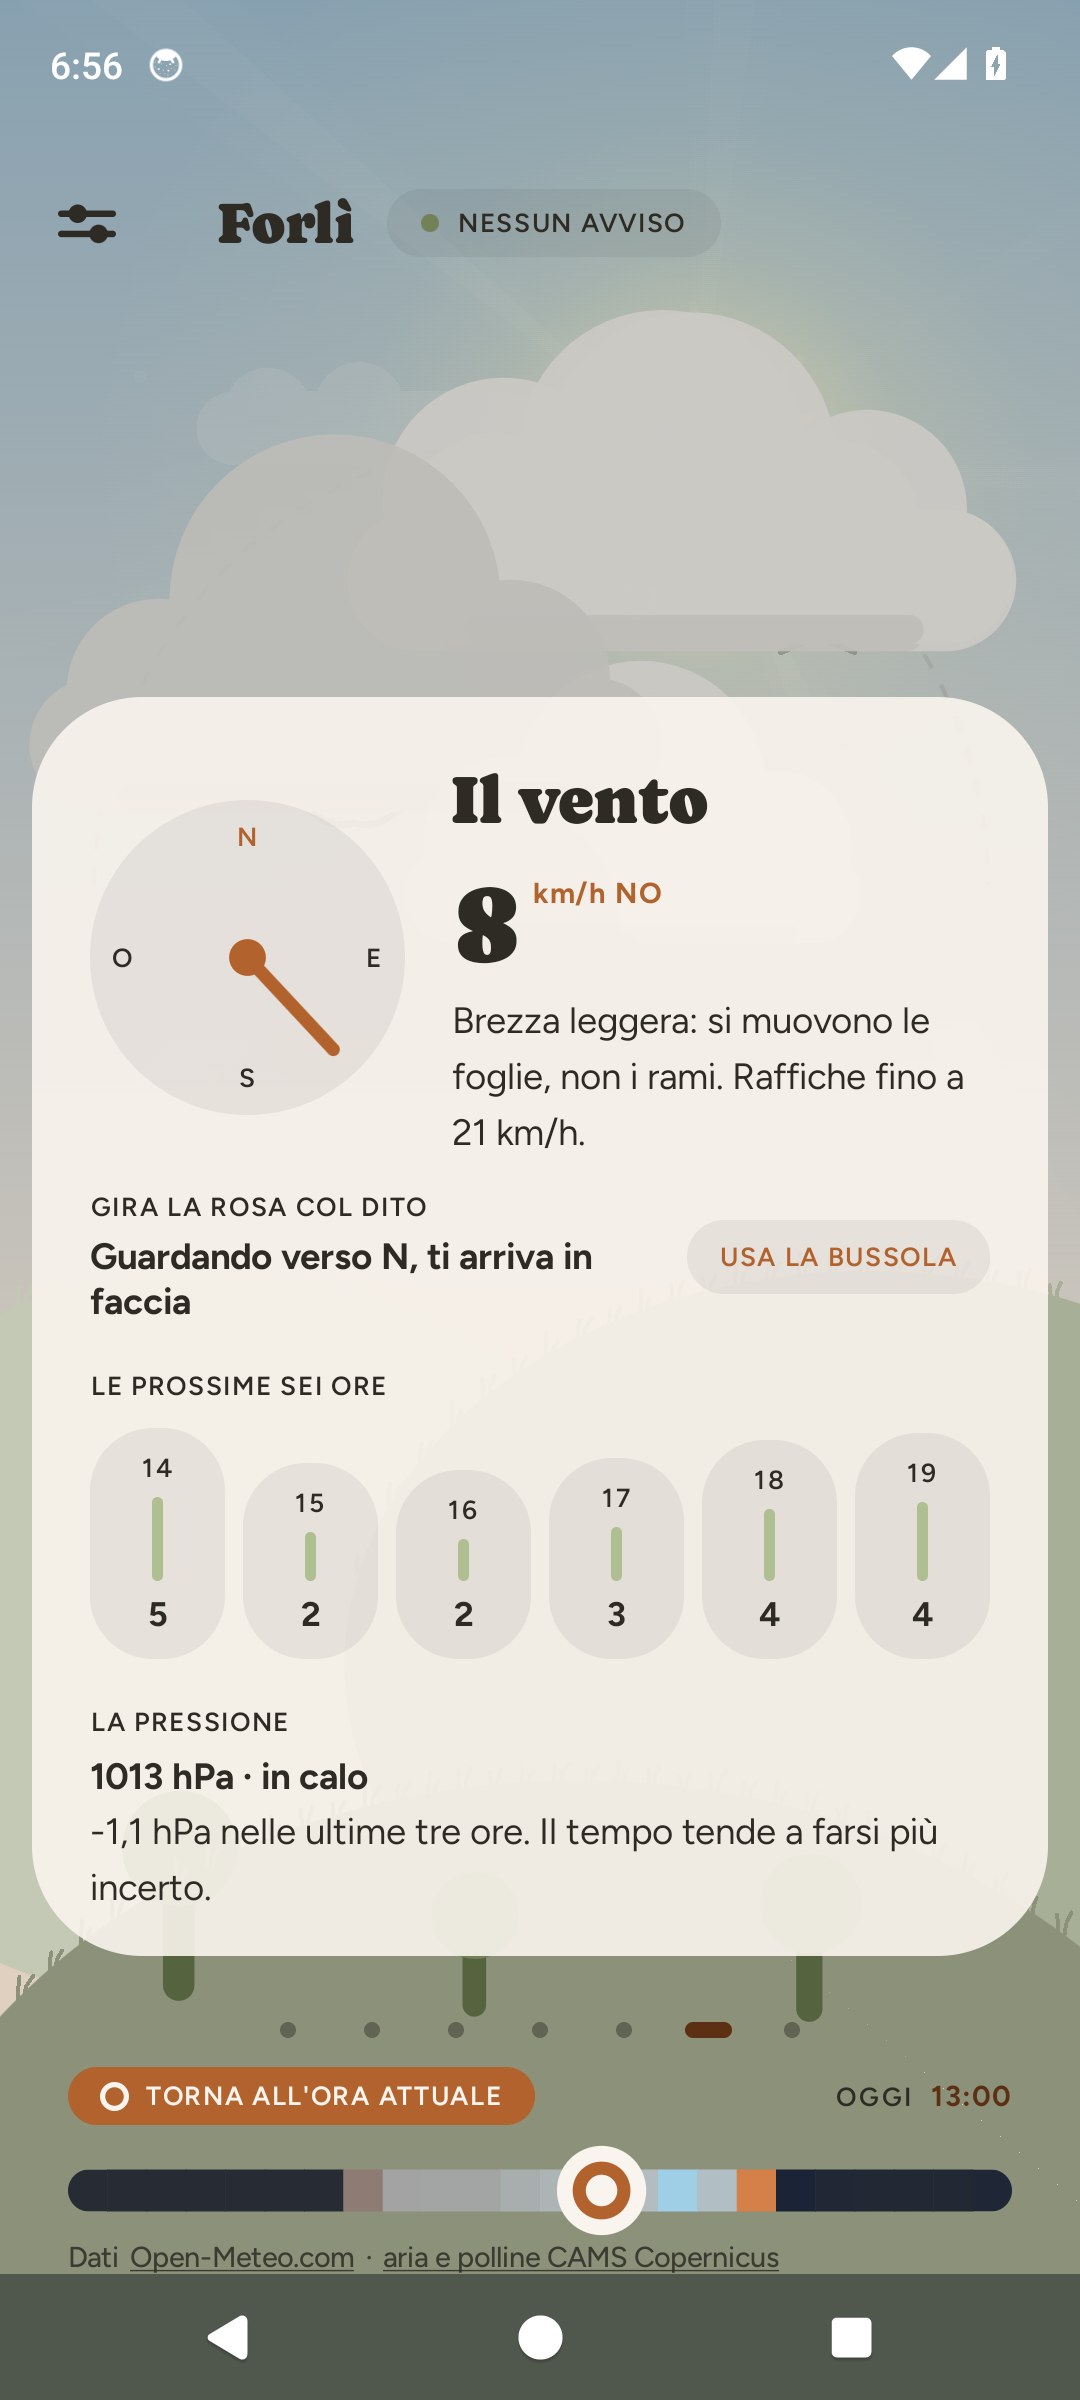 6:56
Forlì
NESSUN AVVISO
Il vento
N
O
E
S
8 km/h NO
Brezza leggera: si muovono le
foglie, non i rami. Raffiche fino a
21 km/h.
GIRA LA ROSA COL DITO
Guardando verso N, ti arriva in
faccia
USA LA BUSSOLA
LE PROSSIME SEI ORE
14 15 16 17 18 19
5 2 2 3 4 4
LA PRESSIONE
1013 hPa · in calo
-1,1 hPa nelle ultime tre ore. Il tempo tende a farsi più
incerto.
TORNA ALL'ORA ATTUALE
OGGI 13:00
Dati Open-Meteo.com · aria e polline CAMS Copernicus